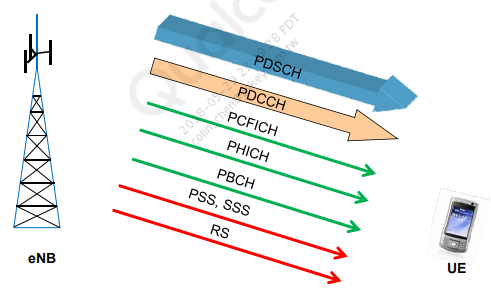 PDSCH
PDCCH
PCFICH
PHICH
PBCH
PSS, SSS
RS
eNB
UE